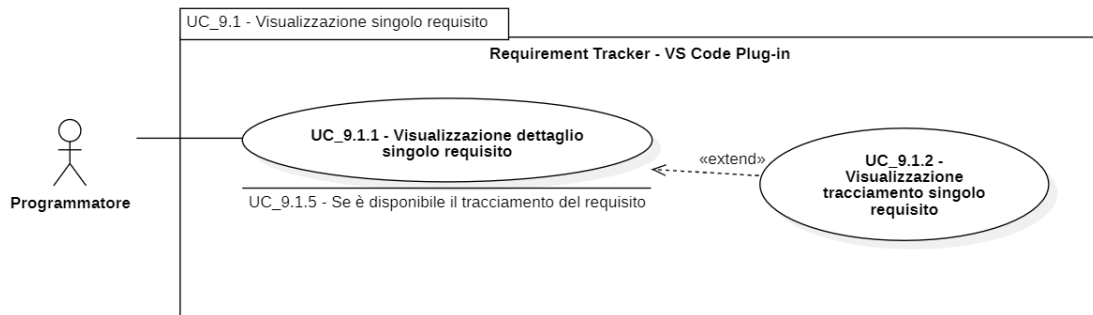 UC_9.1 - Visualizzazione singolo requisito
Requirement Tracker - VS Code Plug-in
UC_9.1.1 - Visualizzazione dettaglio
singolo requisito
«extend»
UC_9.1.2 -
Visualizzazione
tracciamento singolo
requisito
UC_9.1.5 - Se è disponibile il tracciamento del requisito
Programmatore